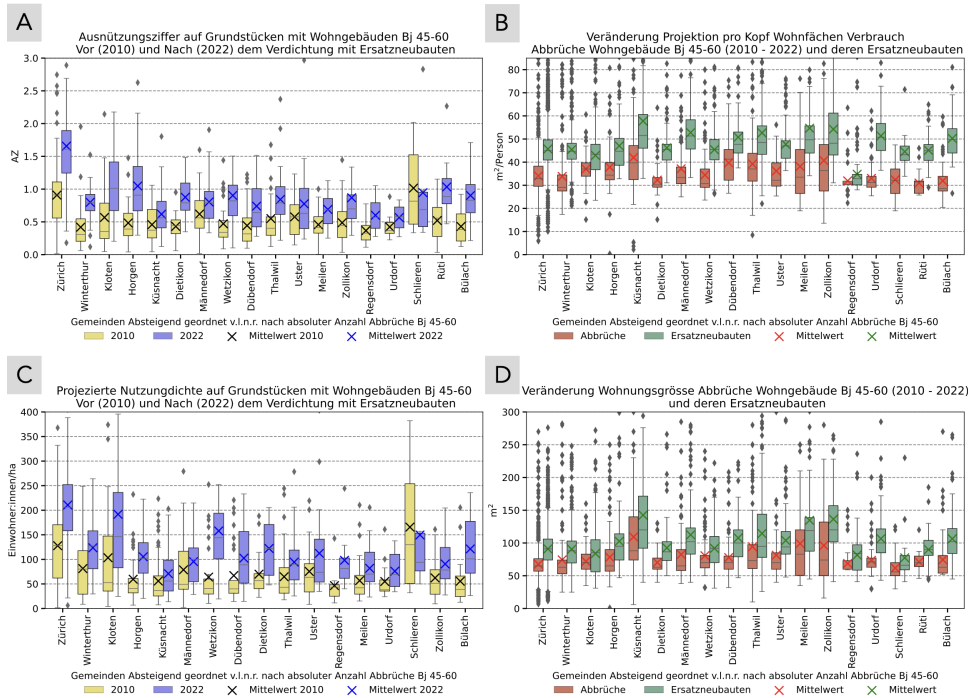 A
Ausnützungsziffer auf Grundstücken mit Wohngebäuden Bj 45-60
Vor (2010) und Nach (2022) dem Verdichtung mit Ersatzneubauten
3.0
2.5
2.0
1.5
1.0
0.5
0.0
AZ
Zürich
Winterthur
Kloten
Horgen
Küsnacht
Dietikon
Männedorf
Wetzikon
Dübendorf
Thalwil
Uster
Meilen
Zollikon
Regensdorf
Urdorf
Schlieren
Rüti
Bülach
Gemeinden Absteigend geordnet v.l.n.r. nach absoluter Anzahl Abbrüche Bj 45-60
2010 2022 Mittelwert 2010 Mittelwert 2022
B
Veränderung Projektion pro Kopf Wohnfächen Verbrauch
Abbrüche Wohngebäude Bj 45-60 (2010 - 2022) und deren Ersatzneubauten
80
70
60
50
40
30
20
10
0
m²/Person
Zürich
Winterthur
Kloten
Horgen
Küsnacht
Dietikon
Männedorf
Wetzikon
Dübendorf
Thalwil
Uster
Meilen
Zollikon
Regensdorf
Urdorf
Schlieren
Rüti
Bülach
Gemeinden Absteigend geordnet v.l.n.r. nach absoluter Anzahl Abbrüche Bj 45-60
Abbrüche Ersatzneubauten Mittelwert Mittelwert
C
Projezierte Nutzungdichte auf Grundstücken mit Wohngebäuden Bj 45-60
Vor (2010) und Nach (2022) dem Verdichtung mit Ersatzneubauten
400
350
300
250
200
150
100
50
0
Einwohner:innen/ha
Zürich
Winterthur
Kloten
Horgen
Küsnacht
Männedorf
Wetzikon
Dübendorf
Dietikon
Thalwil
Uster
Regensdorf
Meilen
Urdorf
Schlieren
Zollikon
Bülach
Gemeinden Absteigend geordnet v.l.n.r. nach absoluter Anzahl Abbrüche Bj 45-60
2010 2022 Mittelwert 2010 Mittelwert 2022
D
Veränderung Wohnungsgrösse Abbrüche Wohngebäude Bj 45-60 (2010 - 2022)
und deren Ersatzneubauten
300
250
200
150
100
50
0
m²
Zürich
Winterthur
Kloten
Horgen
Küsnacht
Dietikon
Männedorf
Wetzikon
Dübendorf
Thalwil
Uster
Meilen
Zollikon
Regensdorf
Urdorf
Schlieren
Rüti
Bülach
Gemeinden Absteigend geordnet v.l.n.r. nach absoluter Anzahl Abbrüche Bj 45-60
Abbrüche Ersatzneubauten Mittelwert Mittelwert